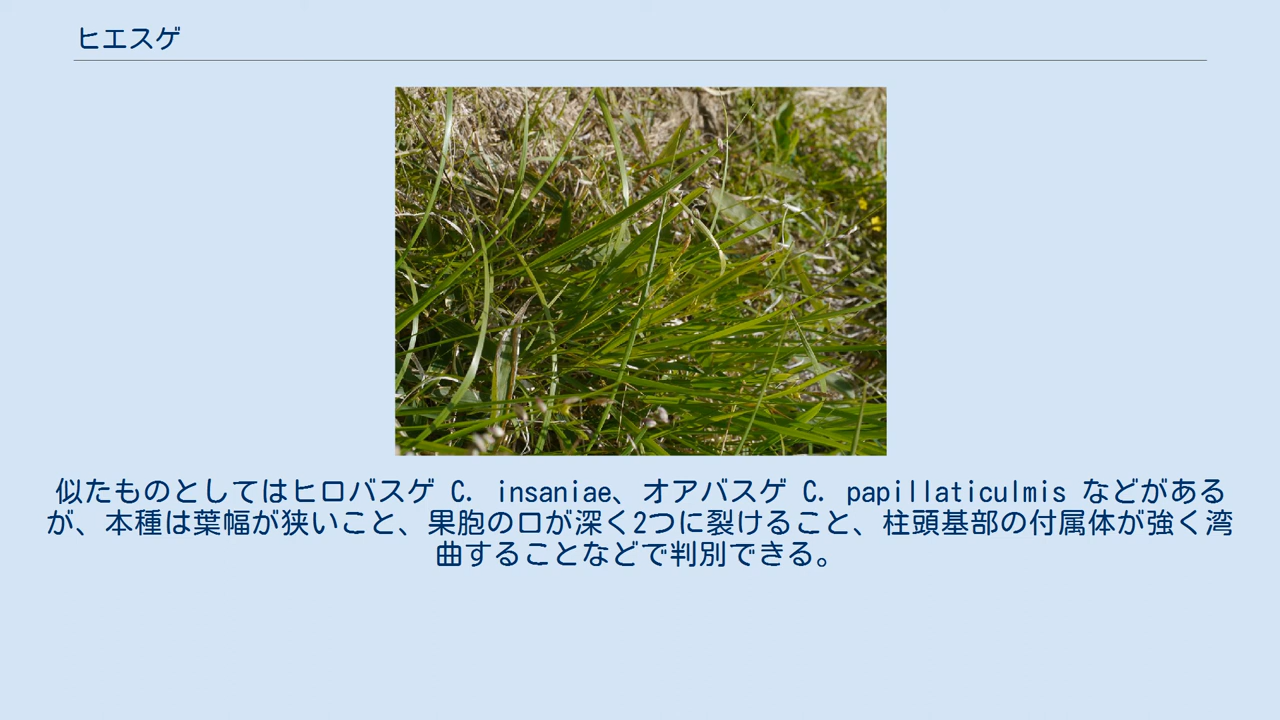 ヒエスゲ
似たものとしてはヒロバスゲ C. insaniae、オアバスゲ C. papillaticulmis などがある
が、本種は葉幅が狭いこと、果胞の口が深く2つに裂けること、柱頭基部の付属体が強く湾
曲することなどで判別できる。